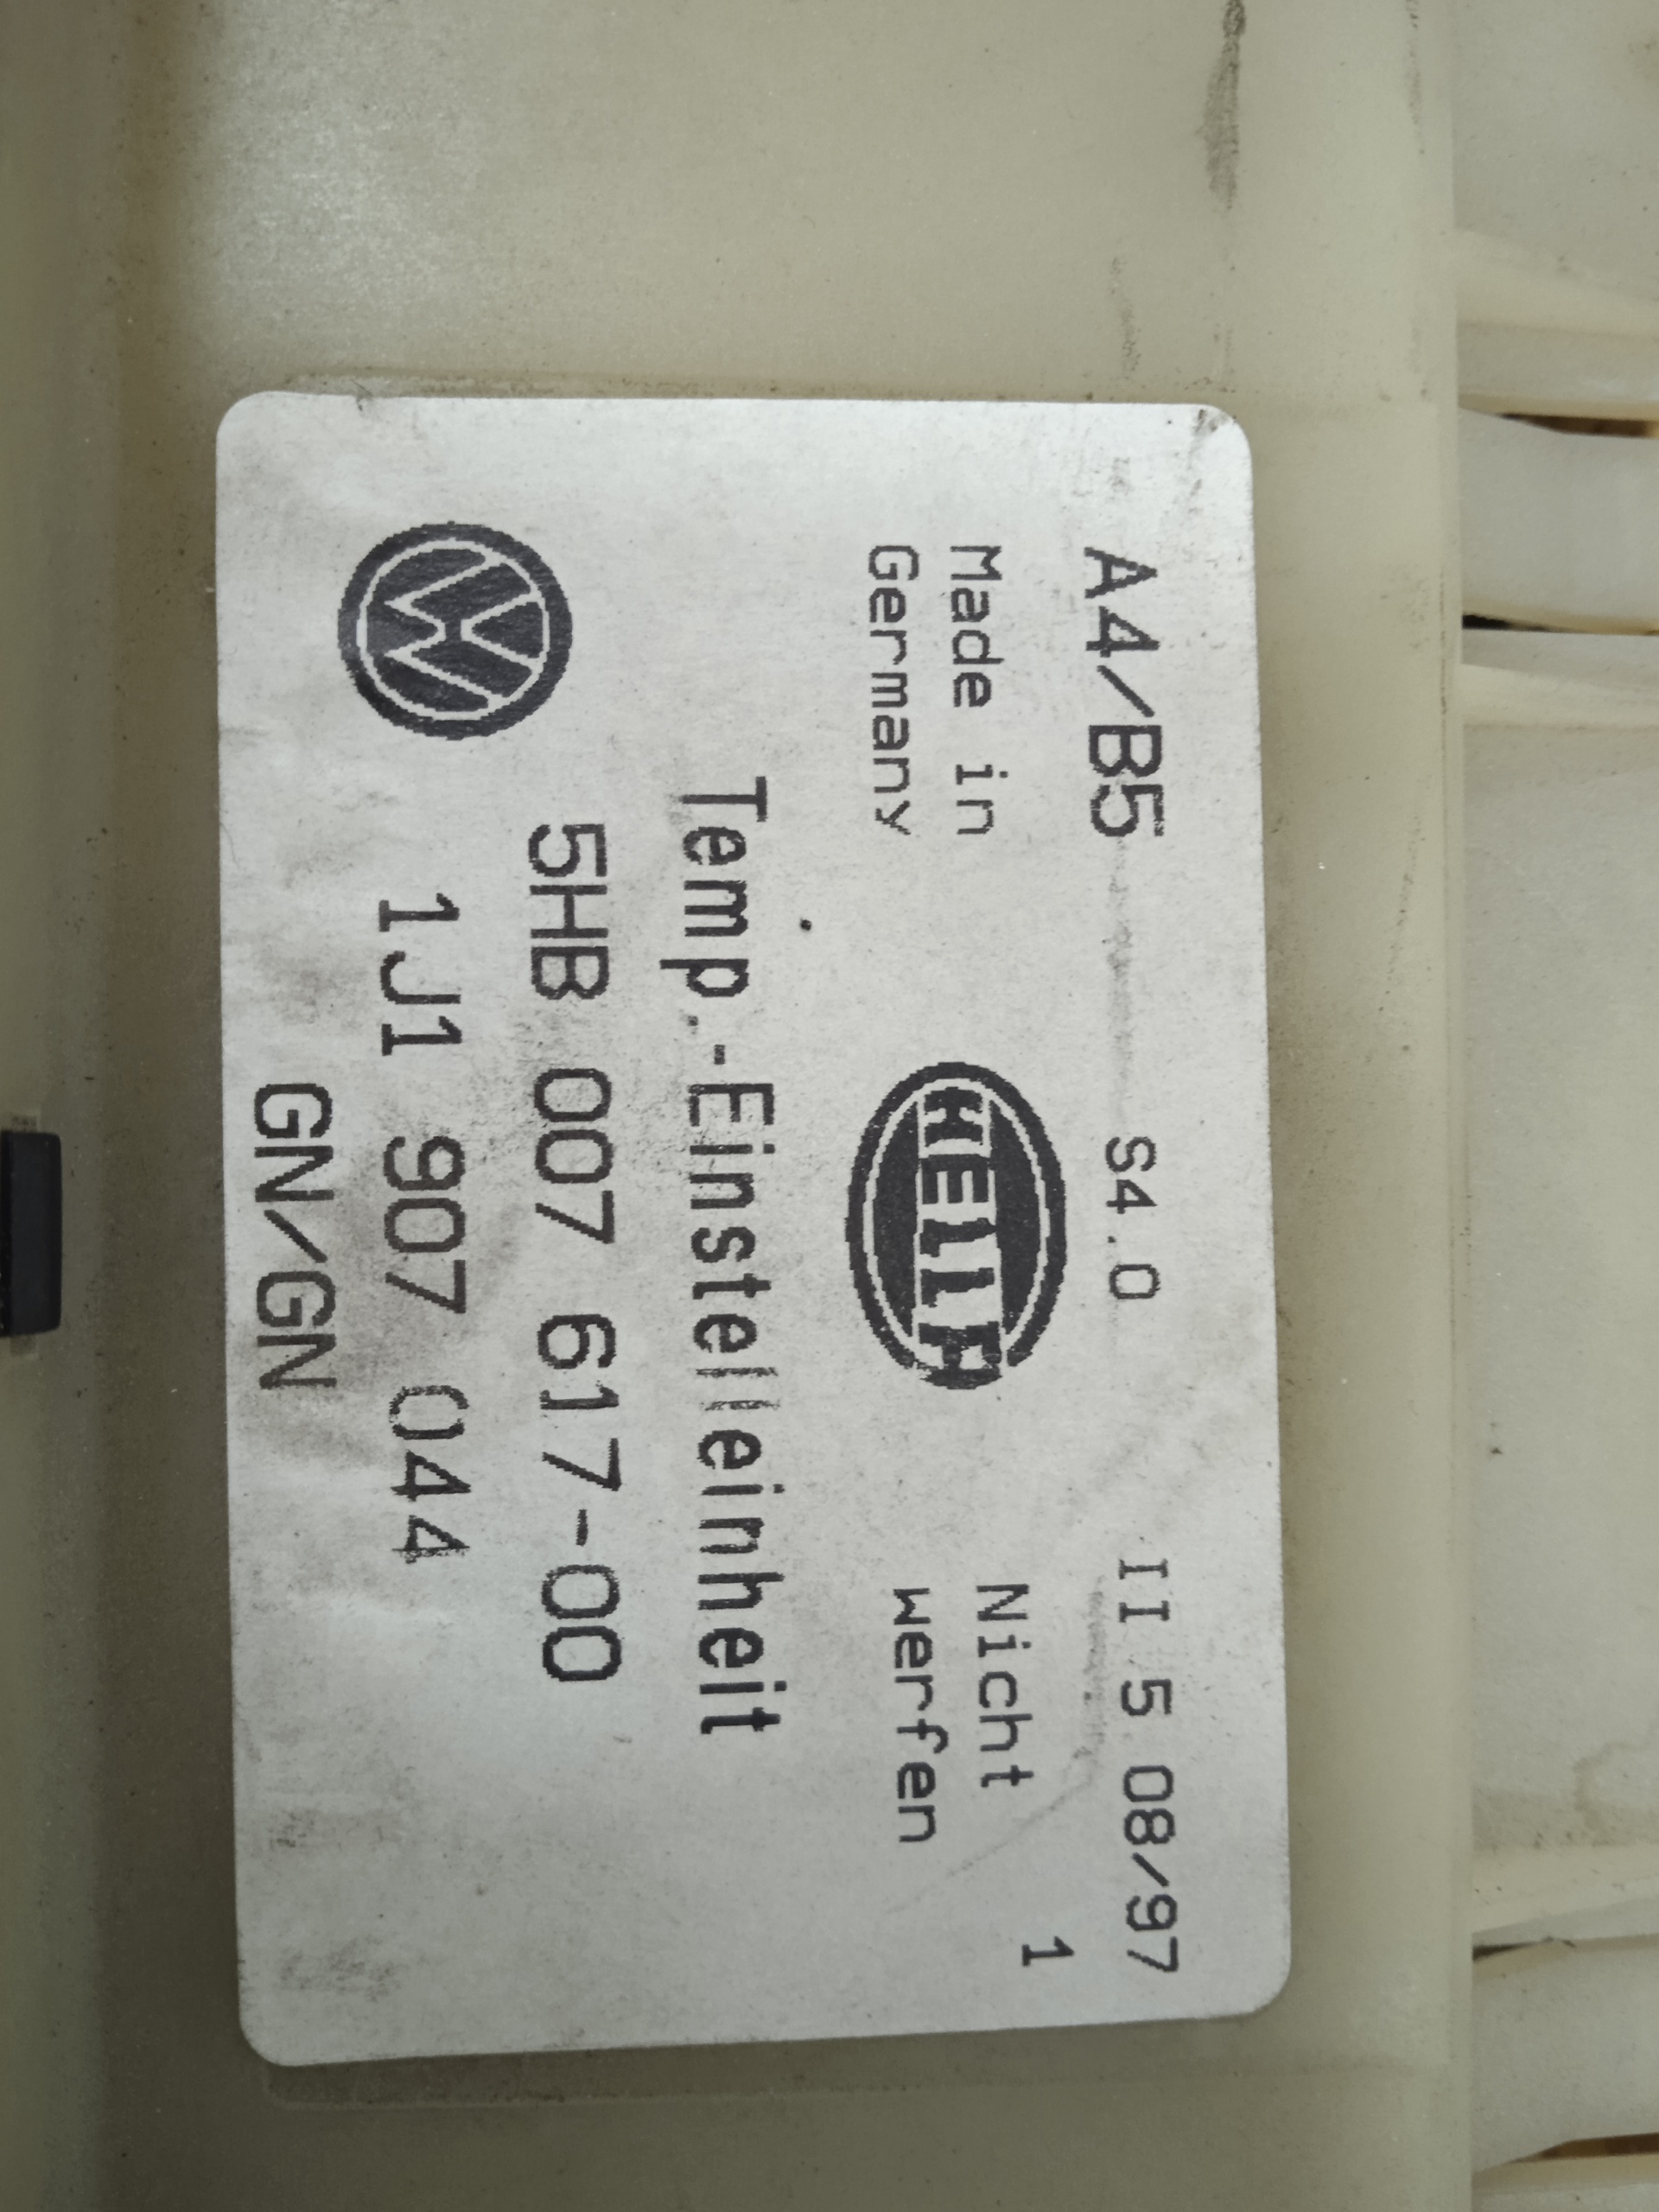 A4/B5 S4.0 II 5 08/97
1
Made in
Germany
HELLA
Nicht
werfen
Temp.-Einstelleinheit
5HB 007 617-00
1J1 907 044
GN/GN